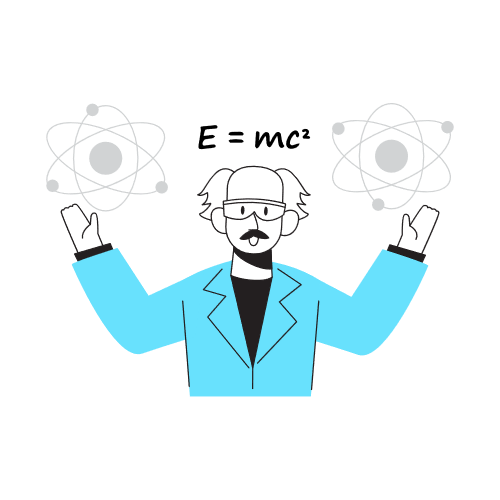 E = mc²